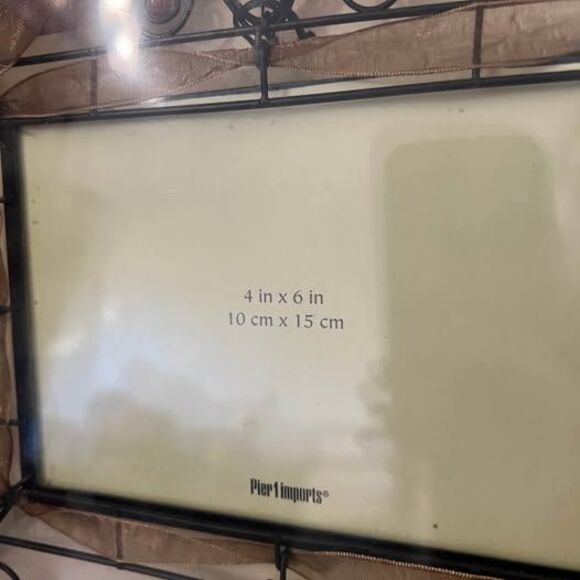 4 in x 6 in
10 cm x 15 cm
Pier 1 imports®